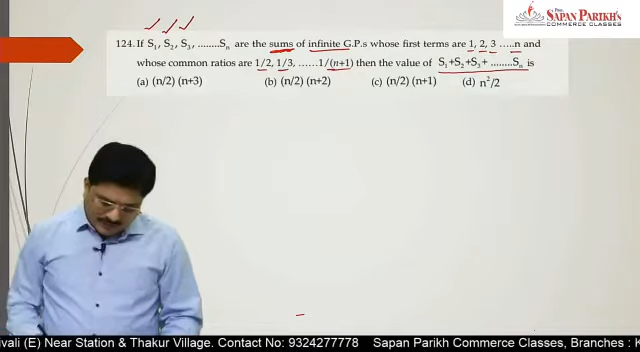 Prof.
SAPAN PARIKH'S
COMMERCE CLASSES
124. If S₁, S₂, S₃, ........Sₙ are the sums of infinite G.P.s whose first terms are 1, 2, 3 …..n and
whose common ratios are 1/2, 1/3, ……1/(n+1) then the value of S₁+S₂+S₃+ ........Sₙ is
(a) (n/2) (n+3) (b) (n/2) (n+2) (c) (n/2) (n+1) (d) n²/2
ivali (E) Near Station & Thakur Village. Contact No: 9324277778 Sapan Parikh Commerce Classes, Branches : K